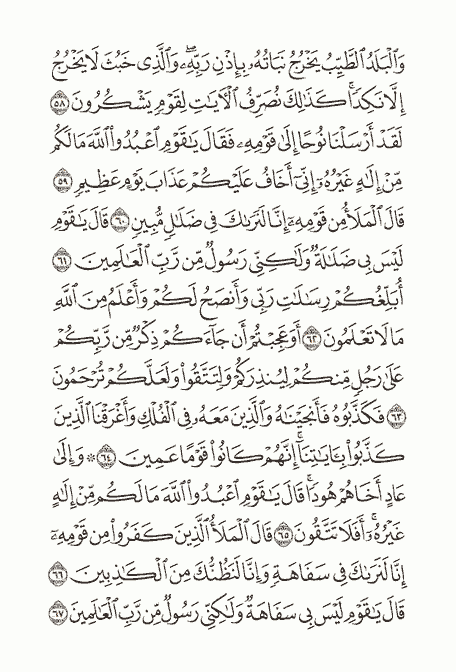 وَٱلْبَلَدُ ٱلطَّيِّبُ يَخْرُجُ نَبَاتُهُۥ بِإِذْنِ رَبِّهِۦ ۖ وَٱلَّذِى خَبُثَ لَا يَخْرُجُ
إِلَّا نَكِدًا ۚ كَذَٰلِكَ نُصَرِّفُ ٱلْءَايَٰتِ لِقَوْمٍ يَشْكُرُونَ ٥٨
لَقَدْ أَرْسَلْنَا نُوحًا إِلَىٰ قَوْمِهِۦ فَقَالَ يَٰقَوْمِ ٱعْبُدُوا۟ ٱللَّهَ مَا لَكُم
مِّنْ إِلَٰهٍ غَيْرُهُۥٓ إِنِّىٓ أَخَافُ عَلَيْكُمْ عَذَابَ يَوْمٍ عَظِيمٍ ٥٩
قَالَ ٱلْمَلَأُ مِن قَوْمِهِۦٓ إِنَّا لَنَرَىٰكَ فِى ضَلَٰلٍ مُّبِينٍ ٦٠ قَالَ يَٰقَوْمِ
لَيْسَ بِى ضَلَٰلَةٌ وَلَٰكِنِّى رَسُولٌ مِّن رَّبِّ ٱلْعَٰلَمِينَ ٦١
أُبَلِّغُكُمْ رِسَٰلَٰتِ رَبِّى وَأَنصَحُ لَكُمْ وَأَعْلَمُ مِنَ ٱللَّهِ
مَا لَا تَعْلَمُونَ ٦٢ أَوَعَجِبْتُمْ أَن جَآءَكُمْ ذِكْرٌ مِّن رَّبِّكُمْ
عَلَىٰ رَجُلٍ مِّنكُمْ لِيُنذِرَكُمْ وَلِتَتَّقُوا۟ وَلَعَلَّكُمْ تُرْحَمُونَ
٦٣ فَكَذَّبُوهُ فَأَنجَيْنَٰهُ وَٱلَّذِينَ مَعَهُۥ فِى ٱلْفُلْكِ وَأَغْرَقْنَا ٱلَّذِينَ
كَذَّبُوا۟ بِـَٔايَٰتِنَآ ۚ إِنَّهُمْ كَانُوا۟ قَوْمًا عَمِينَ ٦٤ ۞ وَإِلَىٰ
عَادٍ أَخَاهُمْ هُودًا ۗ قَالَ يَٰقَوْمِ ٱعْبُدُوا۟ ٱللَّهَ مَا لَكُم مِّنْ إِلَٰهٍ
غَيْرُهُۥٓ ۚ أَفَلَا تَتَّقُونَ ٦٥ قَالَ ٱلْمَلَأُ ٱلَّذِينَ كَفَرُوا۟ مِن قَوْمِهِۦٓ
إِنَّا لَنَرَىٰكَ فِى سَفَاهَةٍ وَإِنَّا لَنَظُنُّكَ مِنَ ٱلْكَٰذِبِينَ ٦٦
قَالَ يَٰقَوْمِ لَيْسَ بِى سَفَاهَةٌ وَلَٰكِنِّى رَسُولٌ مِّن رَّبِّ ٱلْعَٰلَمِينَ ٦٧